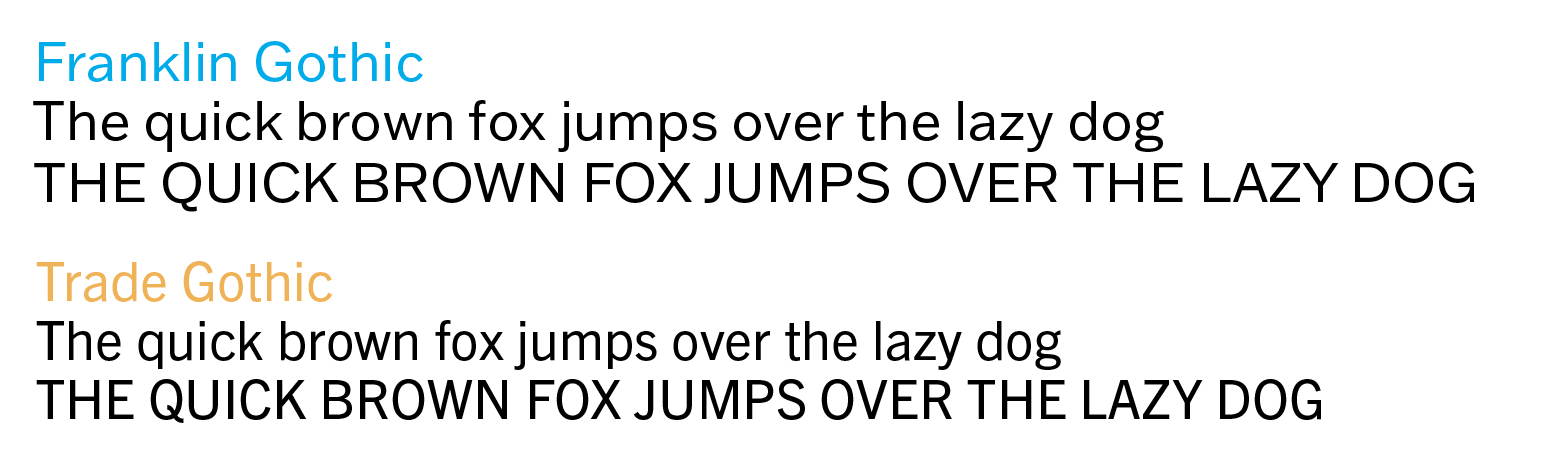 Franklin Gothic
The quick brown fox jumps over the lazy dog
THE QUICK BROWN FOX JUMPS OVER THE LAZY DOG
Trade Gothic
The quick brown fox jumps over the lazy dog
THE QUICK BROWN FOX JUMPS OVER THE LAZY DOG